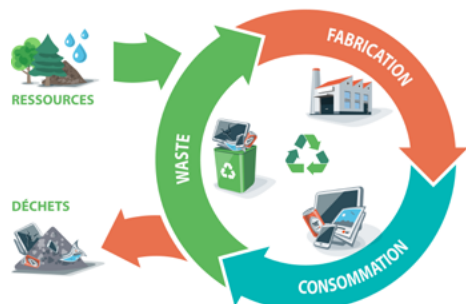 RESSOURCES
FABRICATION
WASTE
DÉCHETS
CONSOMMATION